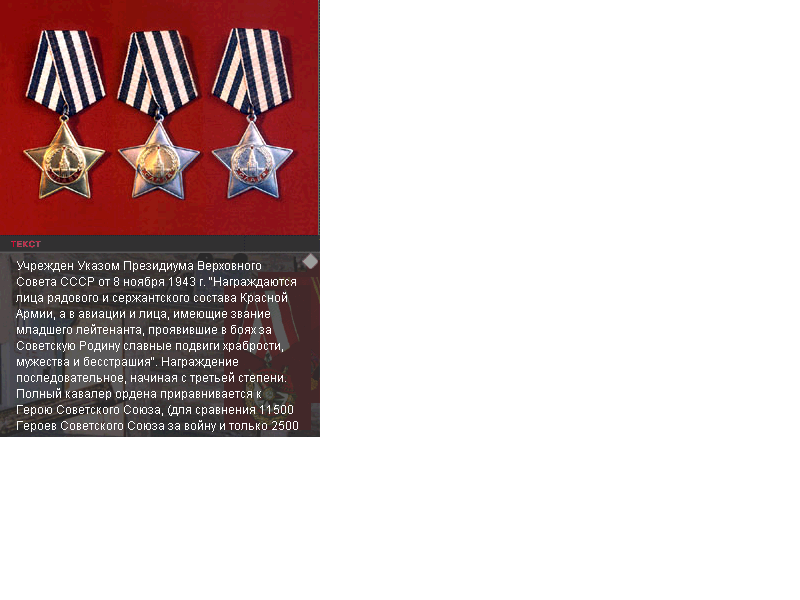 ТЕКСТ
Учрежден Указом Президиума Верховного
Совета СССР от 8 ноября 1943 г. "Награждаются
лица рядового и сержантского состава Красной
Армии, а в авиации и лица, имеющие звание
младшего лейтенанта, проявившие в боях за
Советскую Родину славные подвиги храбрости,
мужества и бесстрашия". Награждение
последовательное, начиная с третьей степени.
Полный кавалер ордена приравнивается к
Герою Советского Союза, (для сравнения 11500
Героев Советского Союза за войну и только 2500